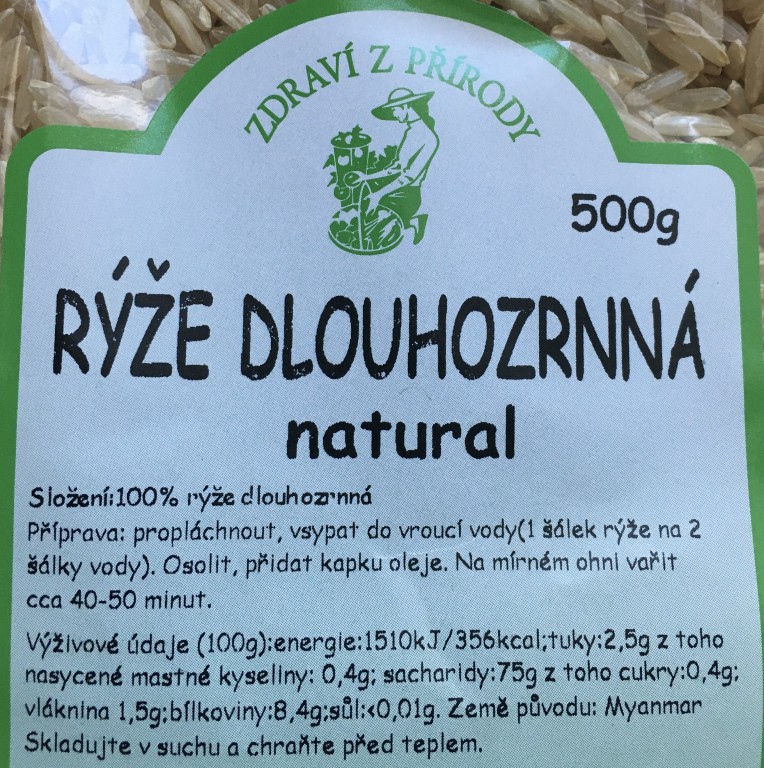 ZDRAVÍ Z PŘÍRODY
500g
RÝŽE DLOUHOZRNNÁ
natural
Složení:100% rýže dlouhozrnná
Příprava: propláchnout, vsypat do vroucí vody(1 šálek rýže na 2
šálky vody). Osolit, přidat kapku oleje. Na mírném ohni vařit
cca 40-50 minut.
Výživové údaje (100g):energie:1510kJ/356kcal;tuky:2,5g z toho
nasycené mastné kyseliny: 0,4g; sacharidy:75g z toho cukry:0,4g;
vláknina 1,5g;bílkoviny:8,4g;sůl:<0,01g. Země původu: Myanmar
Skladujte v suchu a chraňte před teplem.